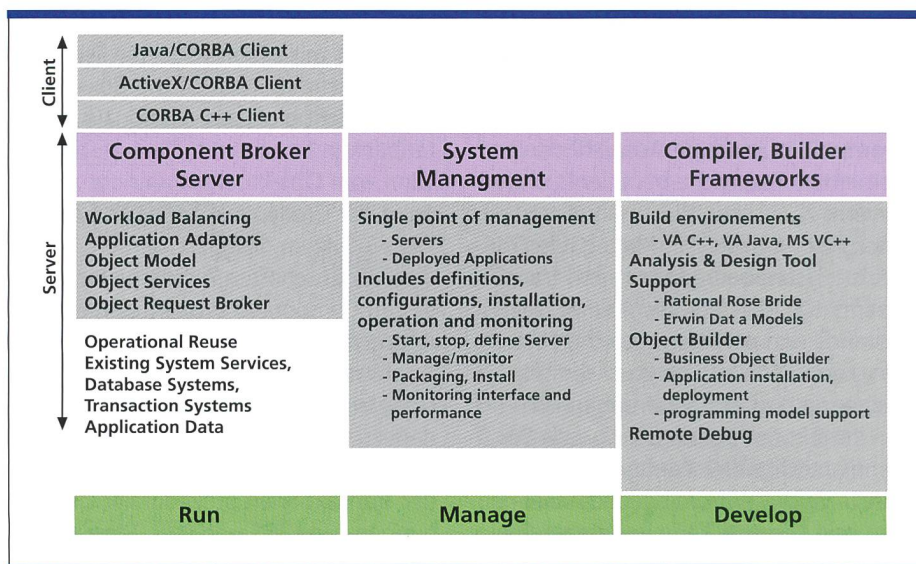 Client
Java/CORBA Client
ActiveX/CORBA Client
CORBA C++ Client
Server
Component Broker
Server
Workload Balancing
Application Adaptors
Object Model
Object Services
Object Request Broker
Operational Reuse
Existing System Services,
Database Systems,
Transaction Systems
Application Data
Run
System
Managment
Single point of management
- Servers
- Deployed Applications
Includes definitions,
configurations, installation,
operation and monitoring
- Start, stop, define Server
- Manage/monitor
- Packaging, Install
- Monitoring interface and
performance
Manage
Compiler, Builder
Frameworks
Build environements
- VA C++, VA Java, MS VC++
Analysis & Design Tool
Support
- Rational Rose Bride
- Erwin Dat a Models
Object Builder
- Business Object Builder
- Application installation,
deployment
- programming model support
Remote Debug
Develop